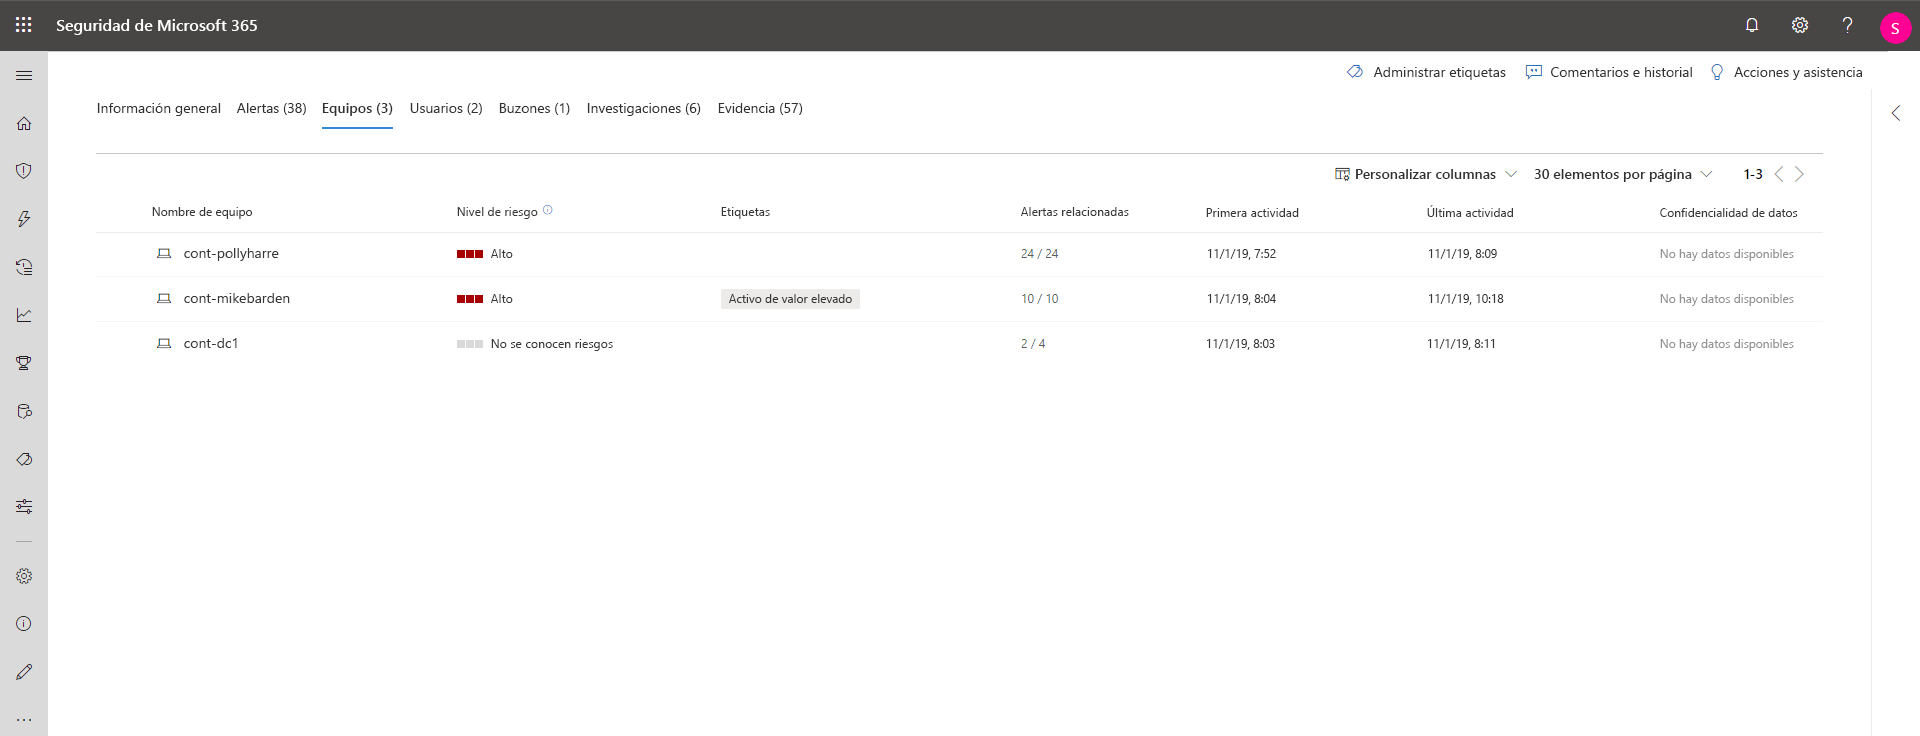 Seguridad de Microsoft 365
S
Administrar etiquetas Comentarios e historial Acciones y asistencia
Información general Alertas (38) Equipos (3) Usuarios (2) Buzones (1) Investigaciones (6) Evidencia (57)
Personalizar columnas 30 elementos por página 1-3
Nombre de equipo Nivel de riesgo Etiquetas Alertas relacionadas Primera actividad Última actividad Confidencialidad de datos
cont-pollyharre Alto 24 / 24 11/1/19, 7:52 11/1/19, 8:09 No hay datos disponibles
cont-mikebarden Alto Activo de valor elevado 10 / 10 11/1/19, 8:04 11/1/19, 10:18 No hay datos disponibles
cont-dc1 No se conocen riesgos 2 / 4 11/1/19, 8:03 11/1/19, 8:11 No hay datos disponibles